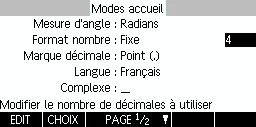 Modes accueil
Mesure d'angle : Radians
Format nombre : Fixe 4
Marque décimale : Point (.)
Langue : Français
Complexe : _
Modifier le nombre de décimales à utiliser
EDIT CHOIX PAGE ½ ▼